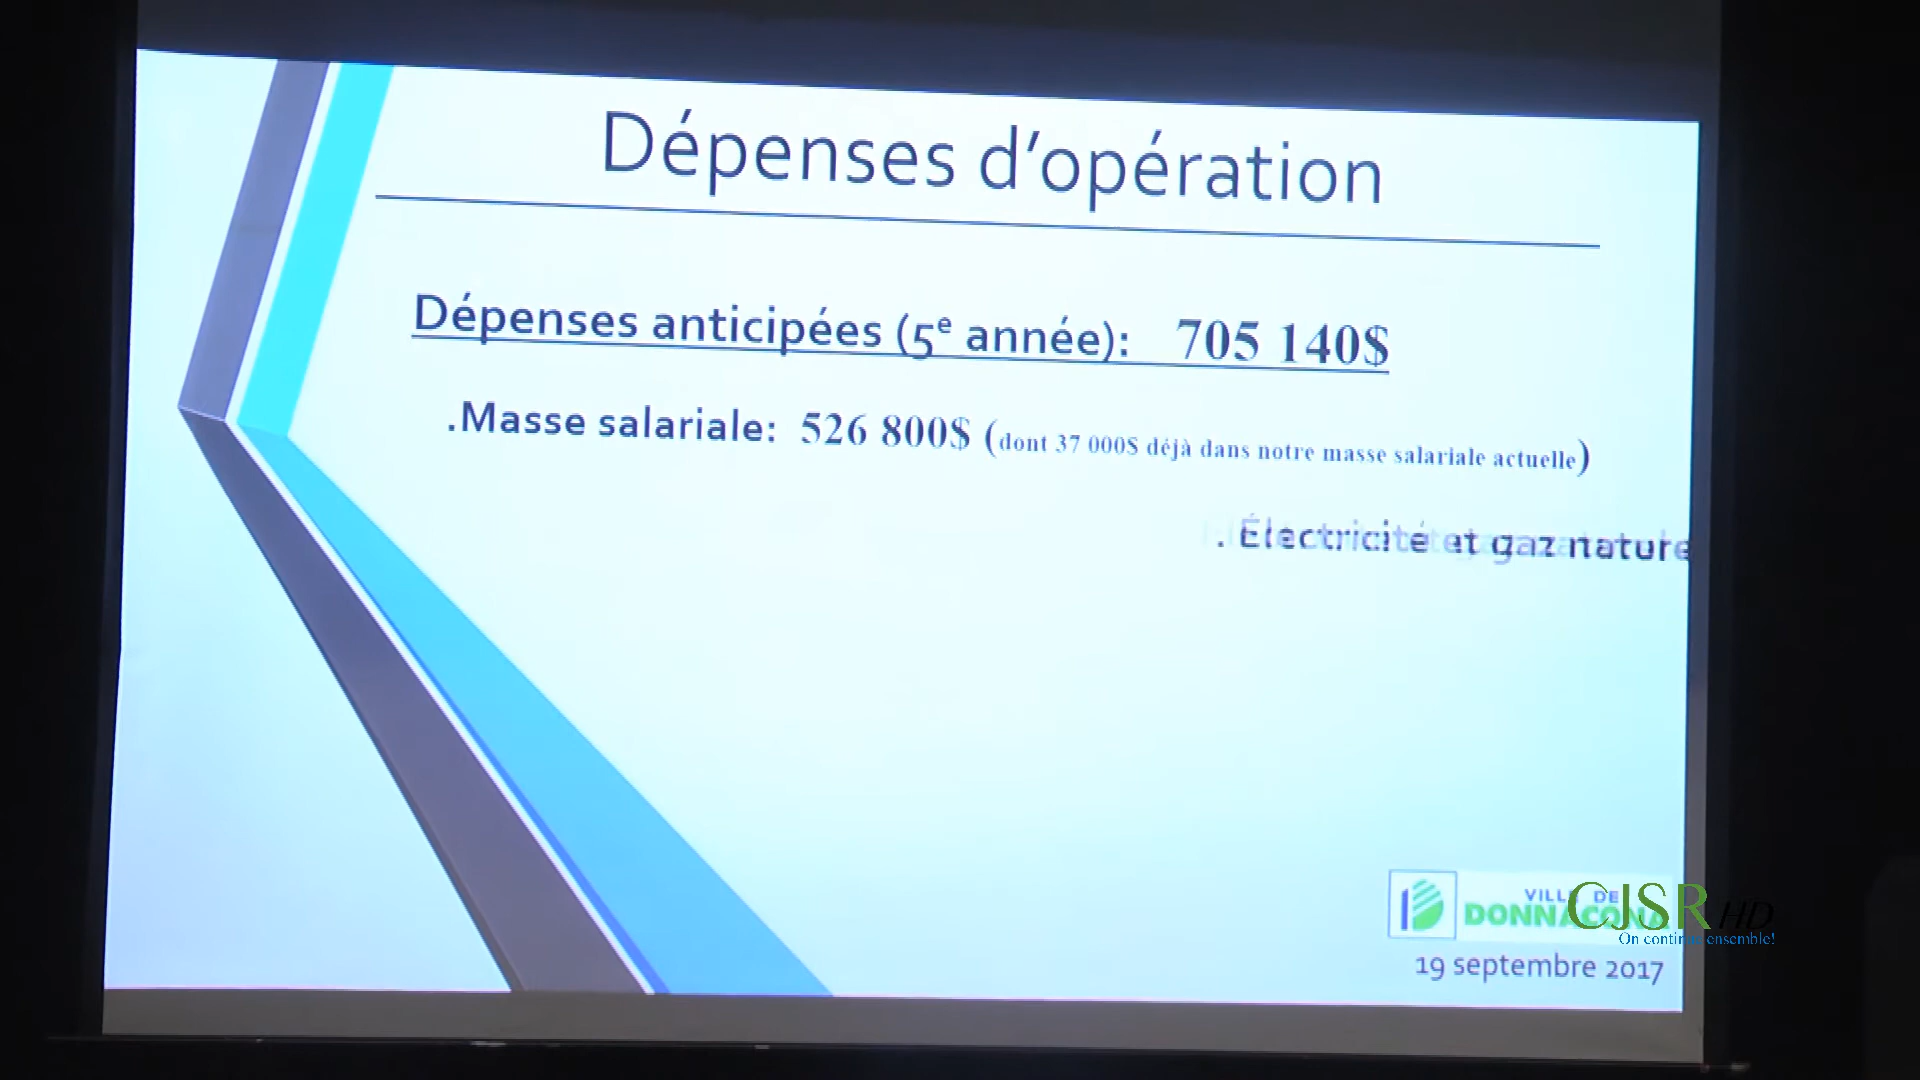 Dépenses d'opération
Dépenses anticipées (5e année): 705 140$
.Masse salariale: 526 800$ (dont 37 000$ déjà dans notre masse salariale actuelle)
. Électricité et gaz nature
VILLE DE
DONNACONA
CJSR HD
On continue ensemble!
19 septembre 2017